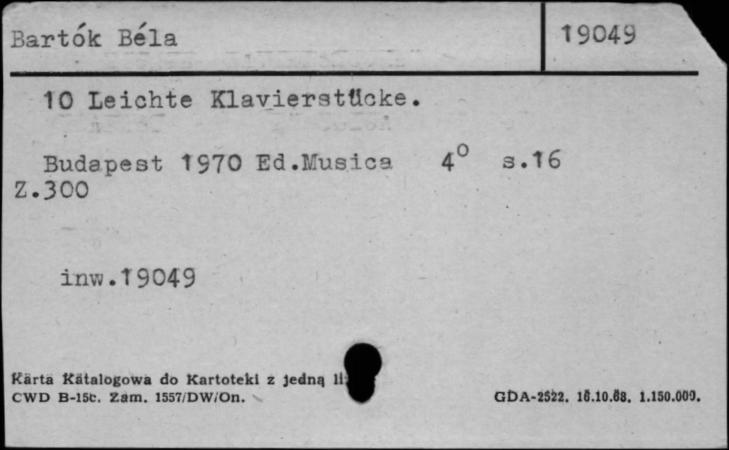 Bartók Béla
19049
10 Leichte Klavierstücke.
Budapest 1970 Ed.Musica 4° s.16
Z.300
inw.19049
Karta Katalogowa do Kartoteki z jedną
CWD B-15c. Zam. 1557/DW/On.
GDA-2522. 16.10.68. 1.150.000.